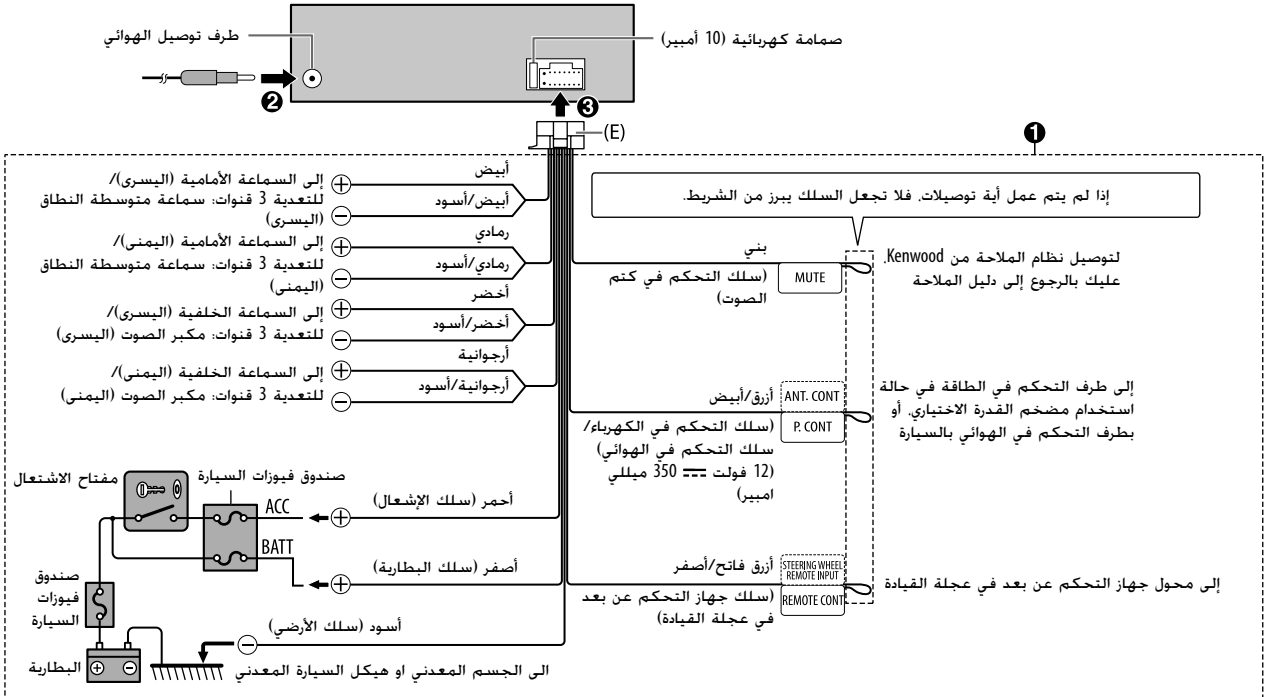 طرف توصيل الهوائي
صمامة كهربائية (10 أمبير)
2
3
(E)
1
أبيض
أبيض/أسود
إلى السماعة الأمامية (اليسرى)/
للتعدية 3 قنوات: سماعة متوسطة النطاق
(اليسرى)
رمادي
رمادي/أسود
إلى السماعة الأمامية (اليمنى)/
للتعدية 3 قنوات: سماعة متوسطة النطاق
(اليمنى)
أخضر
أخضر/أسود
إلى السماعة الخلفية (اليسرى)/
للتعدية 3 قنوات: مكبر الصوت (اليسرى)
أرجوانية
أرجوانية/أسود
إلى السماعة الخلفية (اليمنى)/
للتعدية 3 قنوات: مكبر الصوت (اليمنى)
إذا لم يتم عمل أية توصيلات، فلا تجعل السلك يبرز من الشريط.
بني
(سلك التحكم في كتم
الصوت)
MUTE
لتوصيل نظام الملاحة من Kenwood،
عليك بالرجوع إلى دليل الملاحة
أزرق/أبيض
(سلك التحكم في الكهرباء/
سلك التحكم في الهوائي)
(12 فولت ⎓ 350 ميللي
امبير)
ANT. CONT
P. CONT
إلى طرف التحكم في الطاقة في حالة
استخدام مضخم القدرة الاختياري، أو
بطرف التحكم في الهوائي بالسيارة
أزرق فاتح/أصفر
(سلك جهاز التحكم عن بعد
في عجلة القيادة)
STEERING WHEEL
REMOTE INPUT
REMOTE CONT
إلى محول جهاز التحكم عن بعد في عجلة القيادة
مفتاح الاشتعال
صندوق فيوزات السيارة
ACC
أحمر (سلك الإشعال)
BATT
أصفر (سلك البطارية)
صندوق
فيوزات
السيارة
أسود (سلك الأرضي)
البطارية
الى الجسم المعدني او هيكل السيارة المعدني